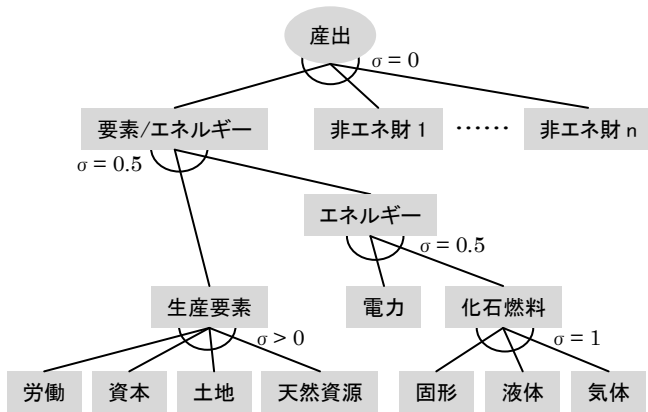 産出
σ = 0
要素/エネルギー
非エネ財 1
……
非エネ財 n
σ = 0.5
エネルギー
σ = 0.5
生産要素
電力
化石燃料
σ > 0
σ = 1
労働
資本
土地
天然資源
固形
液体
気体